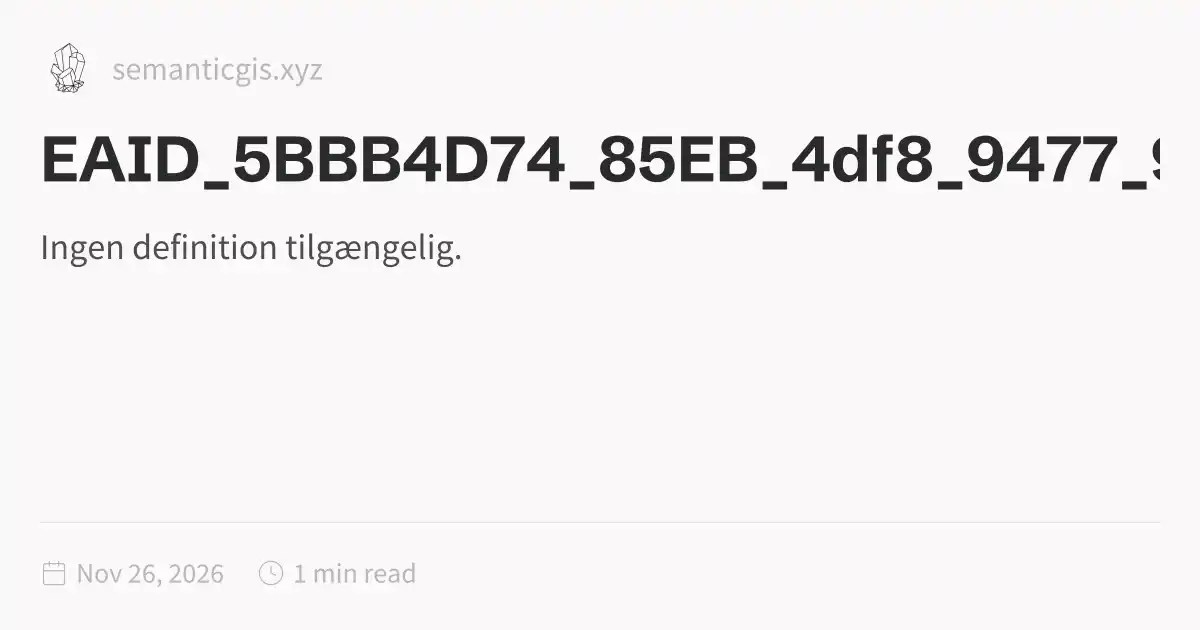 semanticgis.xyz
EAID_5BBB4D74_85EB_4df8_9477_
Ingen definition tilgængelig.
Nov 26, 2026 1 min read